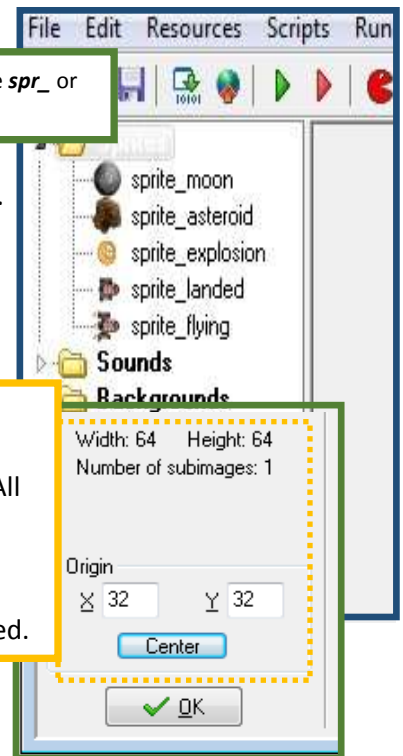 File Edit Resources Scripts Run
spr_ or
sprite_moon
sprite_asteroid
sprite_explosion
sprite_landed
sprite_flying
Sounds
Backgrounds
Width: 64 Height: 64
Number of subimages: 1
All
Origin
X 32 Y 32
ed.
Center
OK